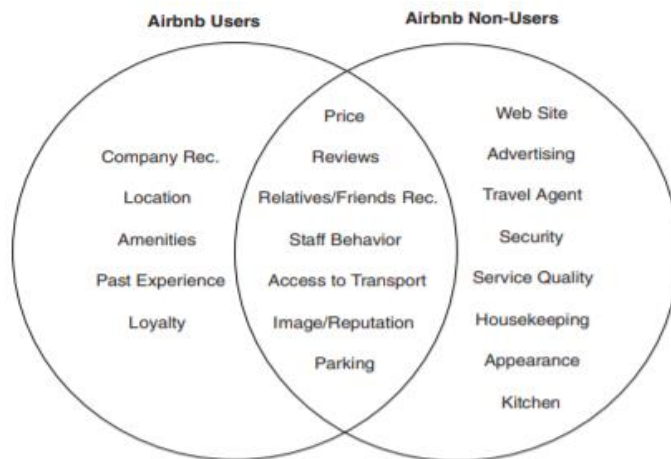 Airbnb Users
Airbnb Non-Users
Company Rec.
Location
Amenities
Past Experience
Loyalty
Price
Reviews
Relatives/Friends Rec.
Staff Behavior
Access to Transport
Image/Reputation
Parking
Web Site
Advertising
Travel Agent
Security
Service Quality
Housekeeping
Appearance
Kitchen